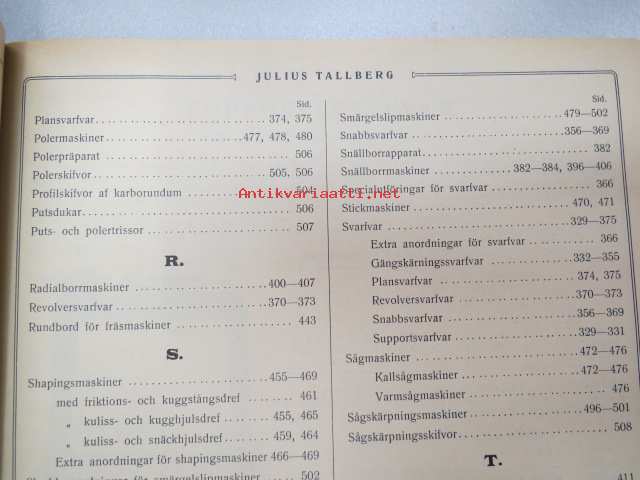 JULIUS TALLBERG
Sid.
Plansvarfvar 374, 375
Polermaskiner 477, 478, 480
Polerpräparat 506
Polerskifvor 505, 506
Profilskifvor af karborundum 504
Putsdukar 506
Puts- och polertrissor 507
R.
Radialborrmaskiner 400—407
Revolversvarfvar 370—373
Rundbord för fräsmaskiner 443
S.
Shapingsmaskiner 455—469
med friktions- och kuggstångsdref 461
„ kuliss- och kugghjulsdref 455, 465
„ kuliss- och snäckhjulsdref 459, 464
Extra anordningar för shapingsmaskiner 466—469
för smärgelslipmaskiner 502
Sid.
Smärgelslipmaskiner 479—502
Snabbsvarfvar 356—369
Snällborrapparat 382
Snällborrmaskiner 382—384, 396—406
Specialutföringar för svarfvar 366
Stickmaskiner 470, 471
Svarfvar 329—375
Extra anordningar för svarfvar 366
Gängskärningssvarfvar 332—355
Plansvarfvar 374, 375
Revolversvarfvar 370—373
Snabbsvarfvar 356—369
Supportsvarfvar 329—331
Sågmaskiner 472—476
Kallsågmaskiner 472—476
Varmsågmaskiner 476
Sågskärpningsmaskiner 496—501
Sågskärpningsskifvor 508
T.
411
Antikvariaatti.net